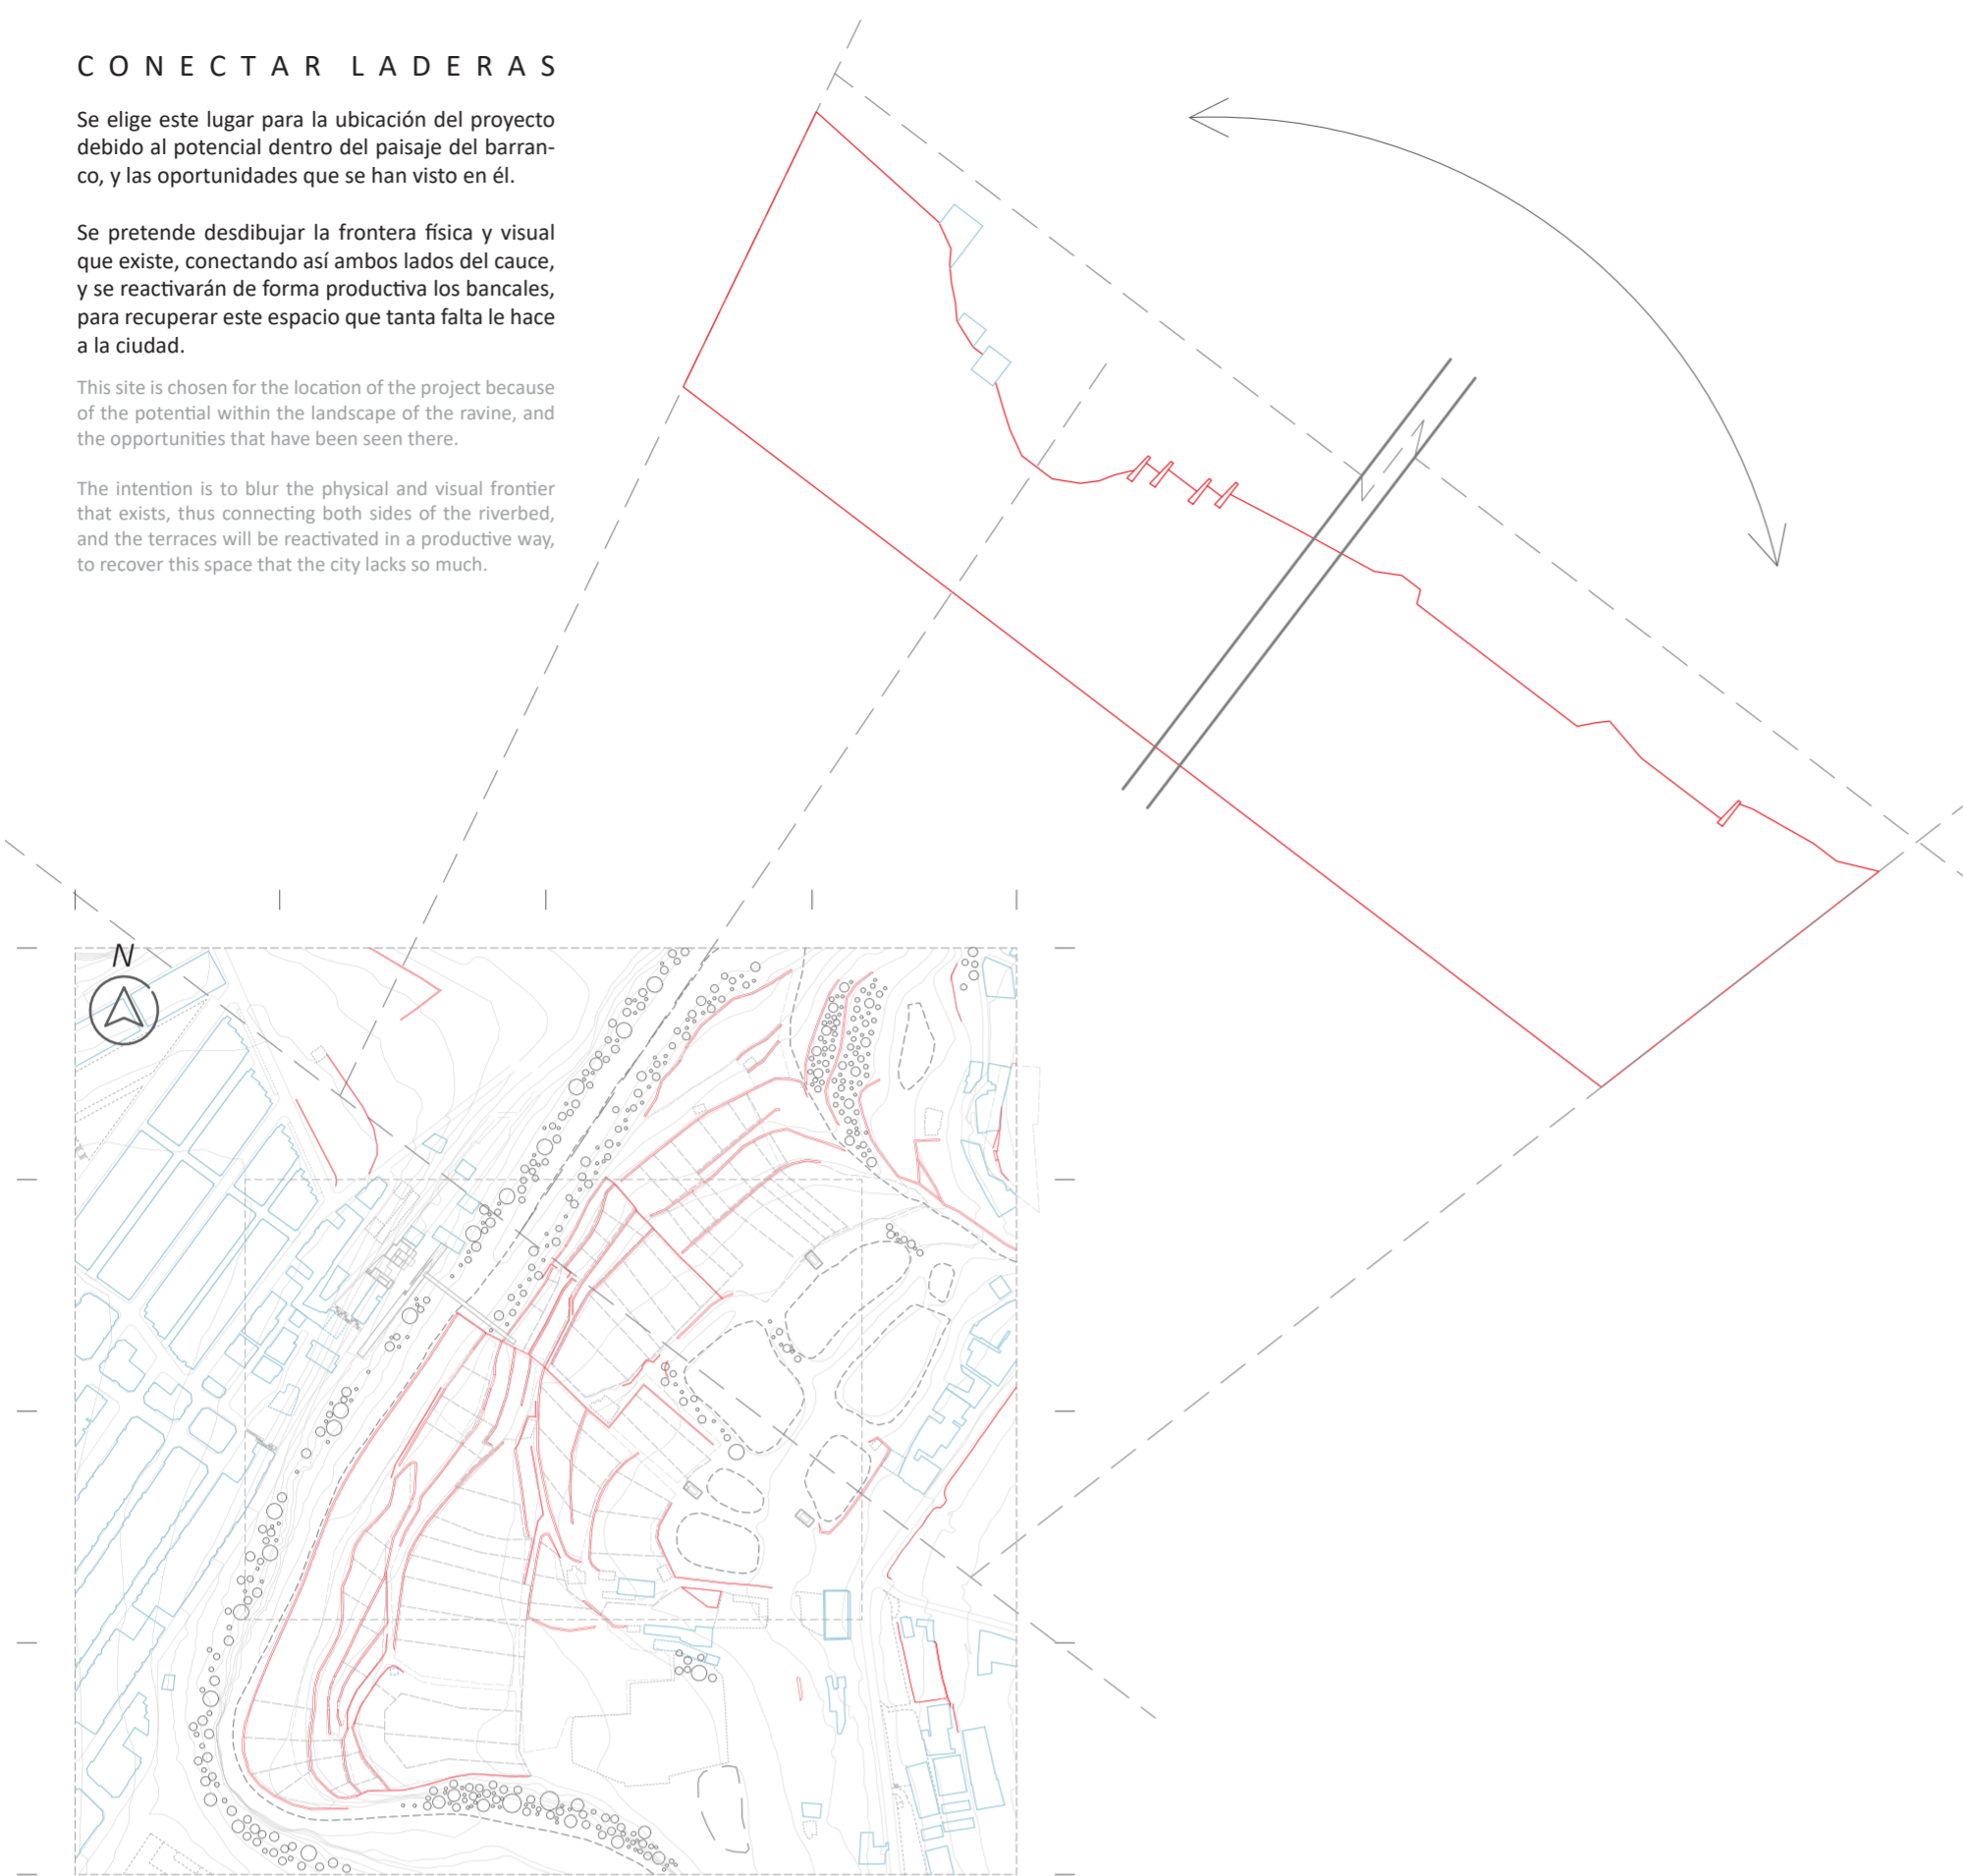 CONECTAR LADERAS
Se elige este lugar para la ubicación del proyecto
debido al potencial dentro del paisaje del barran-
co, y las oportunidades que se han visto en él.
Se pretende desdibujar la frontera física y visual
que existe, conectando así ambos lados del cauce,
y se reactivarán de forma productiva los bancales,
para recuperar este espacio que tanta falta le hace
a la ciudad.
This site is chosen for the location of the project because
of the potential within the landscape of the ravine, and
the opportunities that have been seen there.
The intention is to blur the physical and visual frontier
that exists, thus connecting both sides of the riverbed,
and the terraces will be reactivated in a productive way,
to recover this space that the city lacks so much.
N